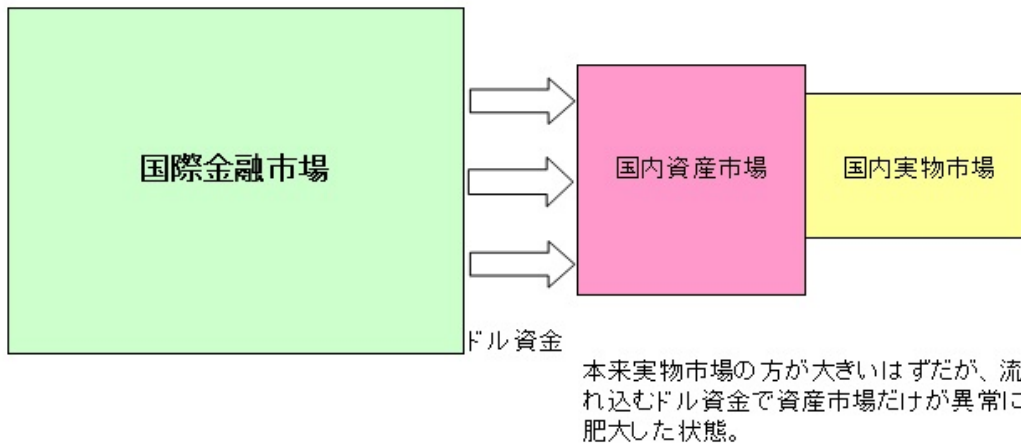 国際金融市場
国内資産市場
国内実物市場
ドル資金
本来実物市場の方が大きいはずだが、流
れ込むドル資金で資産市場だけが異常に
肥大した状態。